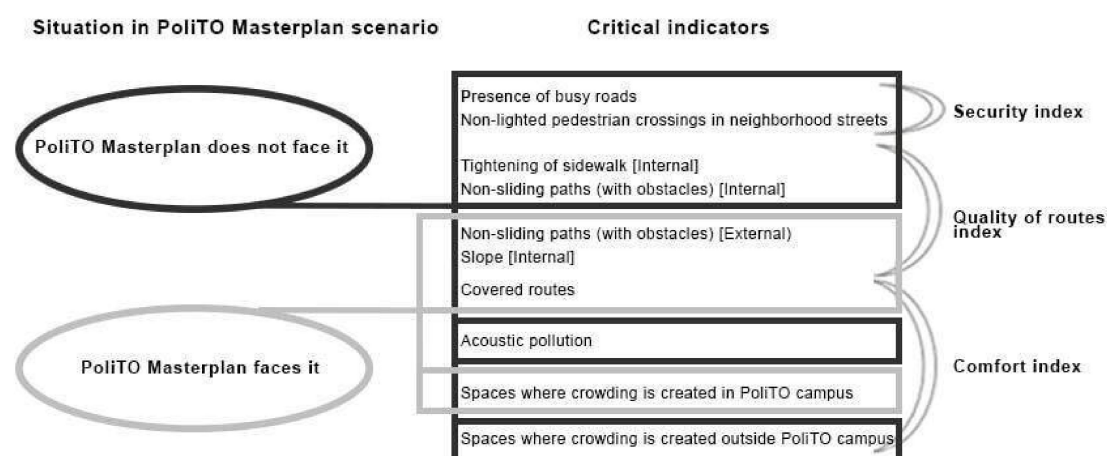 Situation in PoliTO Masterplan scenario
Critical indicators
PoliTO Masterplan does not face it
Presence of busy roads
Non-lighted pedestrian crossings in neighborhood streets
Tightening of sidewalk [Internal]
Non-sliding paths (with obstacles) [Internal]
Security index
Non-sliding paths (with obstacles) [External)
Slope [Internal]
Covered routes
Quality of routes
index
PoliTO Masterplan faces it
Acoustic pollution
Spaces where crowding is created in PoliTO campus
Spaces where crowding is created outside PoliTO campus
Comfort index